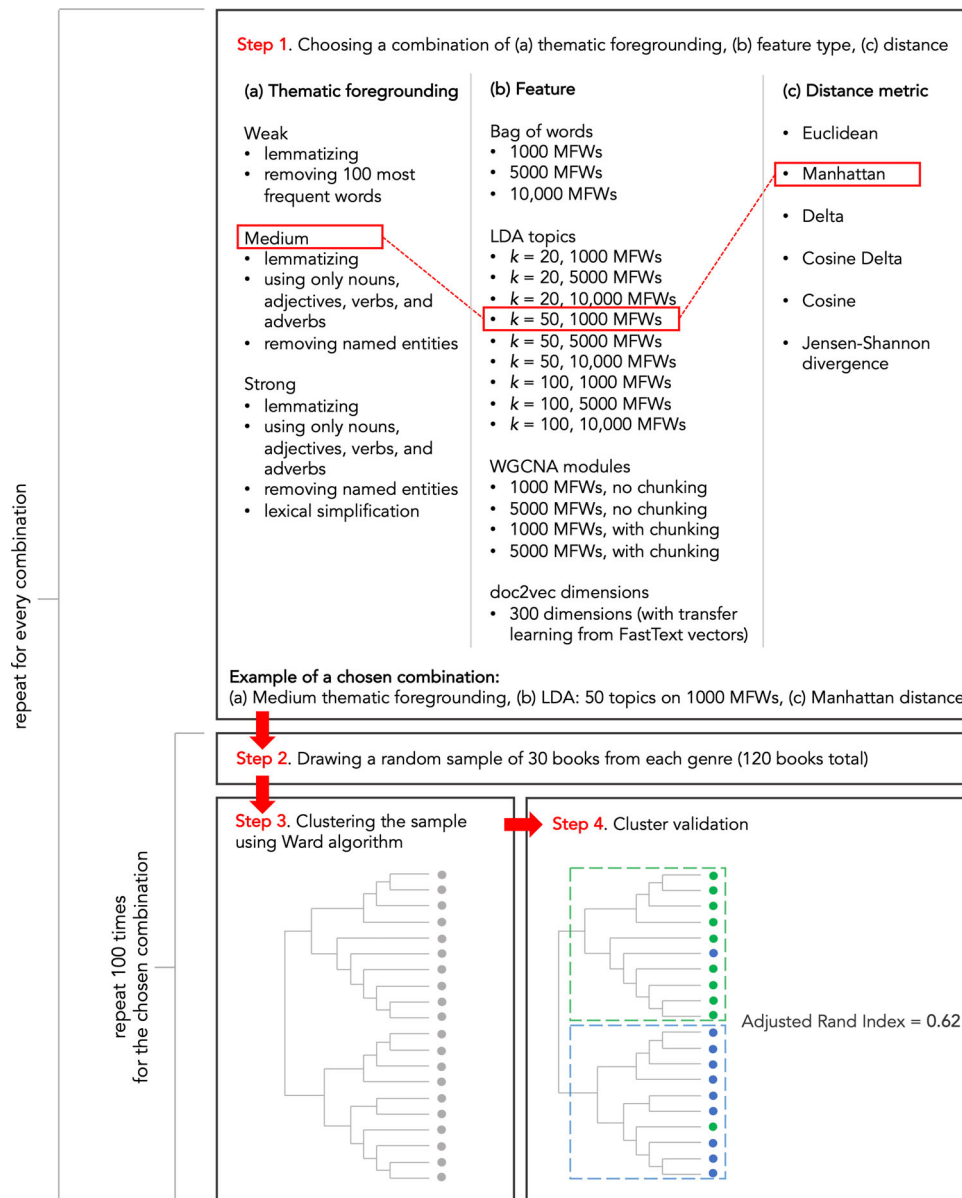 Step 1. Choosing a combination of (a) thematic foregrounding, (b) feature type, (c) distance
(a) Thematic foregrounding
Weak
• lemmatizing
• removing 100 most
frequent words
Medium
• lemmatizing
• using only nouns,
adjectives, verbs, and
adverbs
• removing named entities
Strong
• lemmatizing
• using only nouns,
adjectives, verbs, and
adverbs
• removing named entities
• lexical simplification
(b) Feature
Bag of words
• 1000 MFWs
• 5000 MFWs
• 10,000 MFWs
LDA topics
• k = 20, 1000 MFWs
• k = 20, 5000 MFWs
• k = 20, 10,000 MFWs
• k = 50, 1000 MFWs
• k = 50, 5000 MFWs
• k = 50, 10,000 MFWs
• k = 100, 1000 MFWs
• k = 100, 5000 MFWs
• k = 100, 10,000 MFWs
WGCNA modules
• 1000 MFWs, no chunking
• 5000 MFWs, no chunking
• 1000 MFWs, with chunking
• 5000 MFWs, with chunking
doc2vec dimensions
• 300 dimensions (with transfer
learning from FastText vectors)
(c) Distance metric
• Euclidean
• Manhattan
• Delta
• Cosine Delta
• Cosine
• Jensen-Shannon
divergence
Example of a chosen combination:
(a) Medium thematic foregrounding, (b) LDA: 50 topics on 1000 MFWs, (c) Manhattan distance
repeat for every combination
Step 2. Drawing a random sample of 30 books from each genre (120 books total)
Step 3. Clustering the sample
using Ward algorithm
Step 4. Cluster validation
Adjusted Rand Index = 0.62
repeat 100 times
for the chosen combination